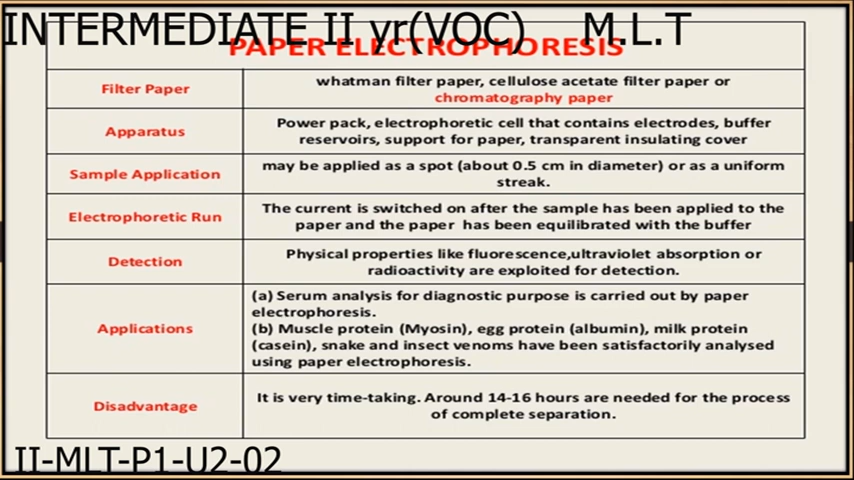 INTERMEDIATE II yr(VOC) M.L.T
PAPER ELECTROPHORESIS
Filter Paper
whatman filter paper, cellulose acetate filter paper or
chromatography paper
Apparatus
Power pack, electrophoretic cell that contains electrodes, buffer
reservoirs, support for paper, transparent insulating cover
Sample Application
may be applied as a spot (about 0.5 cm in diameter) or as a uniform
streak.
Electrophoretic Run
The current is switched on after the sample has been applied to the
paper and the paper has been equilibrated with the buffer
Detection
Physical properties like fluorescence,ultraviolet absorption or
radioactivity are exploited for detection.
Applications
(a) Serum analysis for diagnostic purpose is carried out by paper
electrophoresis.
(b) Muscle protein (Myosin), egg protein (albumin), milk protein
(casein), snake and insect venoms have been satisfactorily analysed
using paper electrophoresis.
Disadvantage
It is very time-taking. Around 14-16 hours are needed for the process
of complete separation.
II-MLT-P1-U2-02